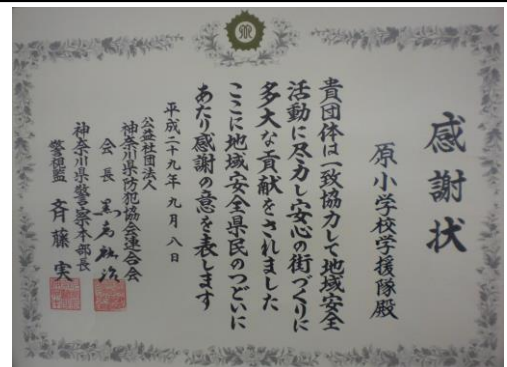 感謝状
原小学校学援隊殿
貴団体は一致協力して地域安全
活動に尽力し安心の街づくりに
多大な貢献をされました
ここに地域安全県民のつどいに
あたり感謝の意を表します
平成二十九年九月八日
公益社団法人
神奈川県防犯協会連合会
会長
神奈川県警察本部長
警視監 斉藤実